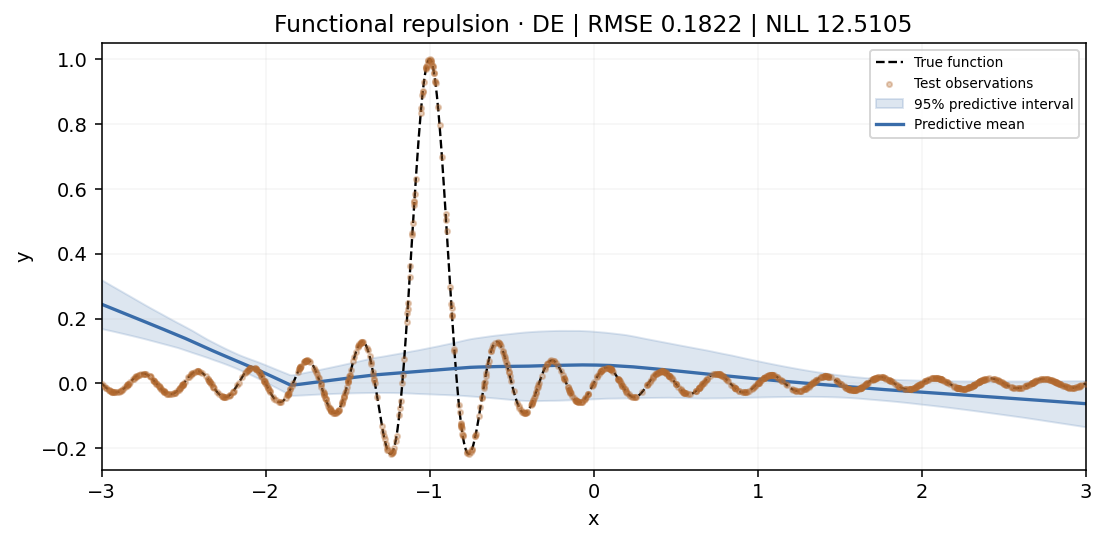 Functional repulsion · DE | RMSE 0.1822 | NLL 12.5105
True function
Test observations
95% predictive interval
Predictive mean
1.0
0.8
0.6
0.4
0.2
0.0
−0.2
y
−3 −2 −1 0 1 2 3
x